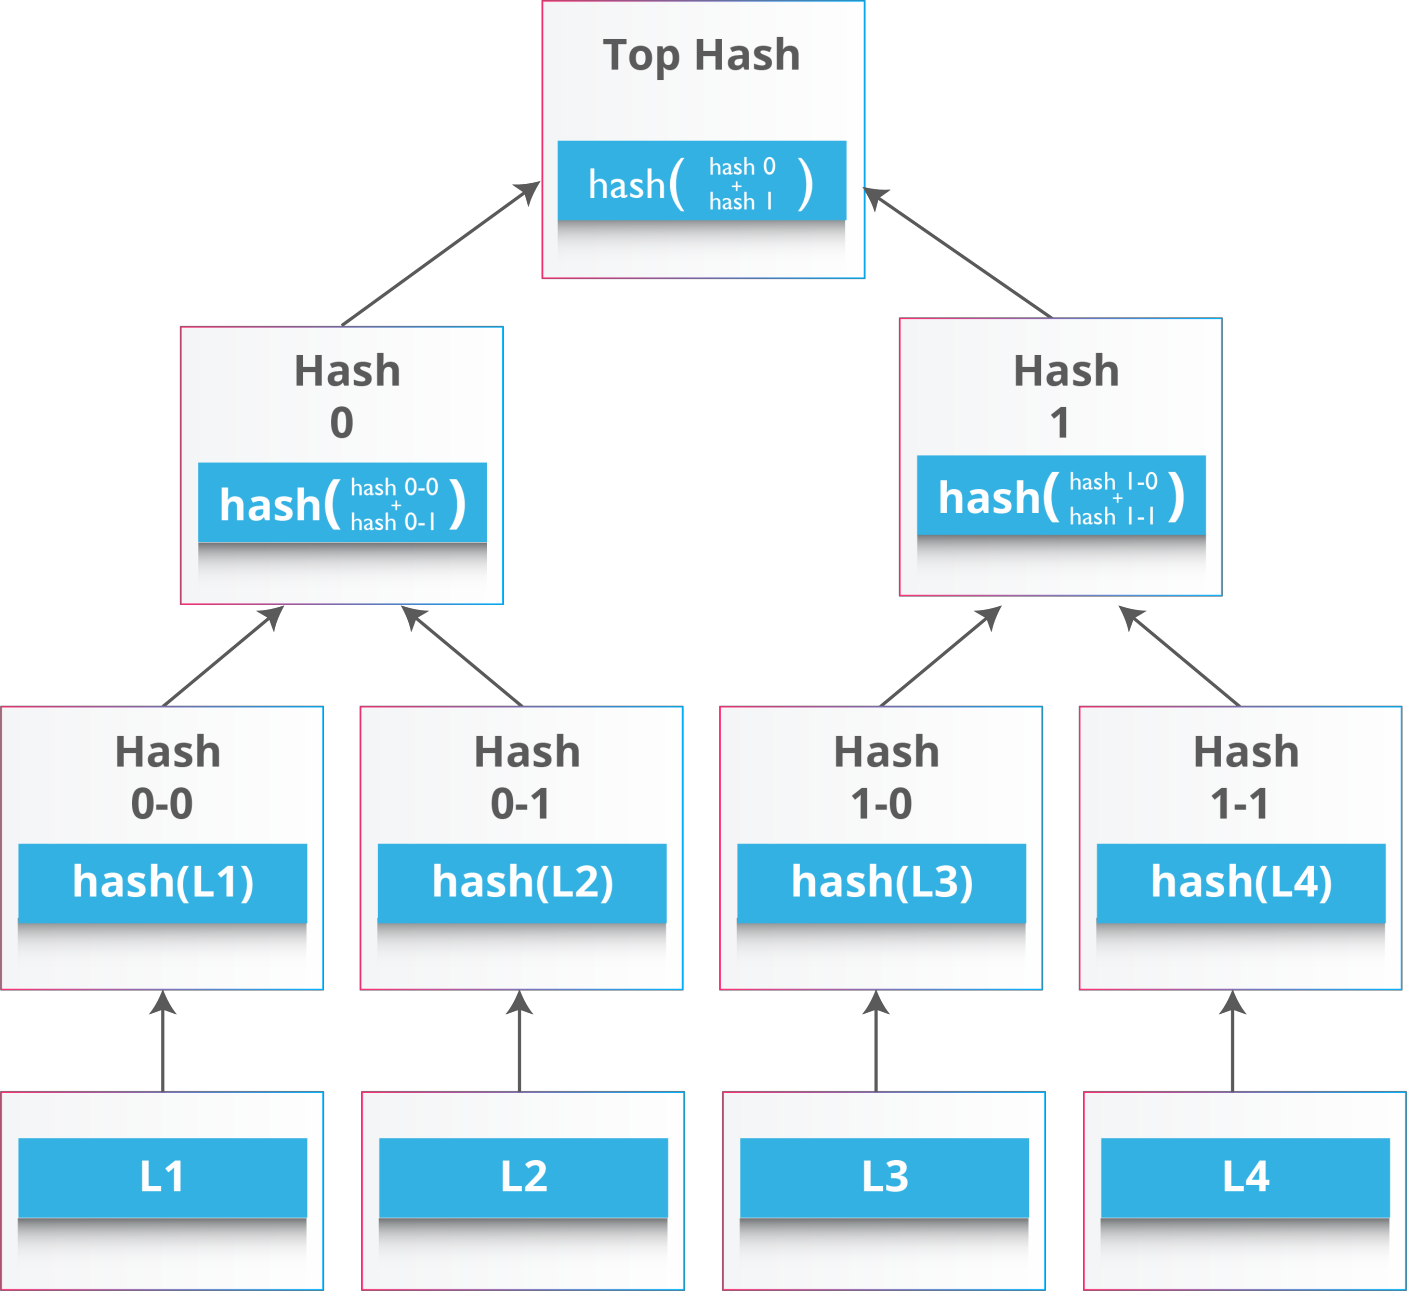 Top Hash
hash( hash 0 + hash 1 )
Hash
0
hash( hash 0-0 + hash 0-1 )
Hash
1
hash( hash 1-0 + hash 1-1 )
Hash
0-0
hash(L1)
Hash
0-1
hash(L2)
Hash
1-0
hash(L3)
Hash
1-1
hash(L4)
L1
L2
L3
L4